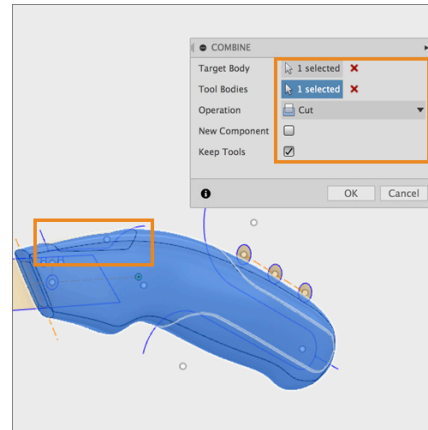 COMBINE
Target Body 1 selected
Tool Bodies 1 selected
Operation Cut
New Component
Keep Tools
OK Cancel